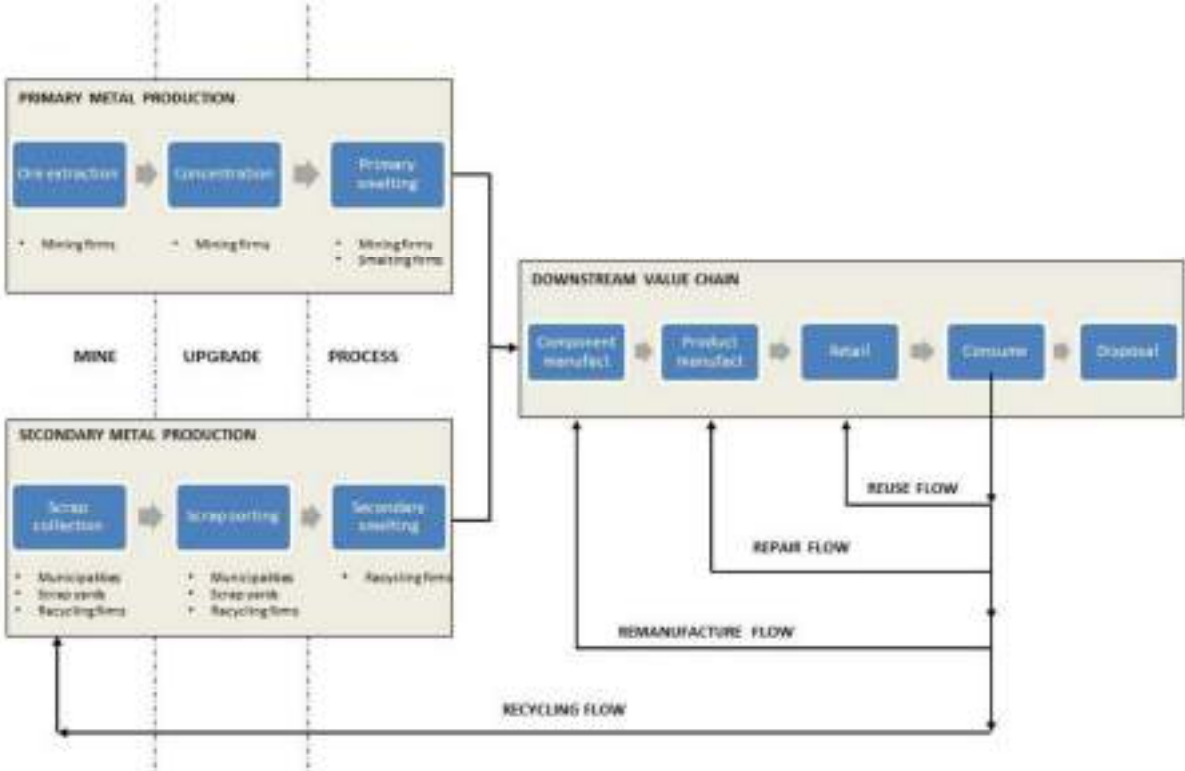 PRIMARY METAL PRODUCTION
Ore extraction
Concentration
Primary
smelting
• Mining firms
• Mining firms
• Mining firms
• Smelting firms
MINE
UPGRADE
PROCESS
SECONDARY METAL PRODUCTION
Scrap
collection
Scrap sorting
Secondary
smelting
• Municipalities
• Scrap yards
• Recycling firms
• Municipalities
• Scrap yards
• Recycling firms
• Recycling firms
DOWNSTREAM VALUE CHAIN
Component
manufact
Product
manufact
Retail
Consume
Disposal
REUSE FLOW
REPAIR FLOW
REMANUFACTURE FLOW
RECYCLING FLOW